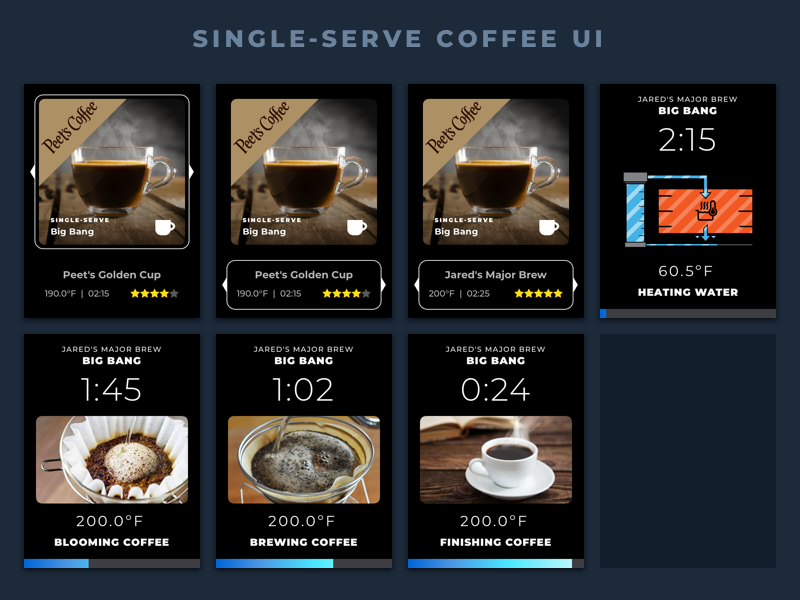 SINGLE-SERVE COFFEE UI
Peet's Coffee
SINGLE-SERVE
Big Bang
Peet's Golden Cup
190.0°F | 02:15
Peet's Coffee
SINGLE-SERVE
Big Bang
Peet's Golden Cup
190.0°F | 02:15
Peet's Coffee
SINGLE-SERVE
Big Bang
Jared's Major Brew
200°F | 02:25
JARED'S MAJOR BREW
BIG BANG
2:15
60.5°F
HEATING WATER
JARED'S MAJOR BREW
BIG BANG
1:45
200.0°F
BLOOMING COFFEE
JARED'S MAJOR BREW
BIG BANG
1:02
200.0°F
BREWING COFFEE
JARED'S MAJOR BREW
BIG BANG
0:24
200.0°F
FINISHING COFFEE